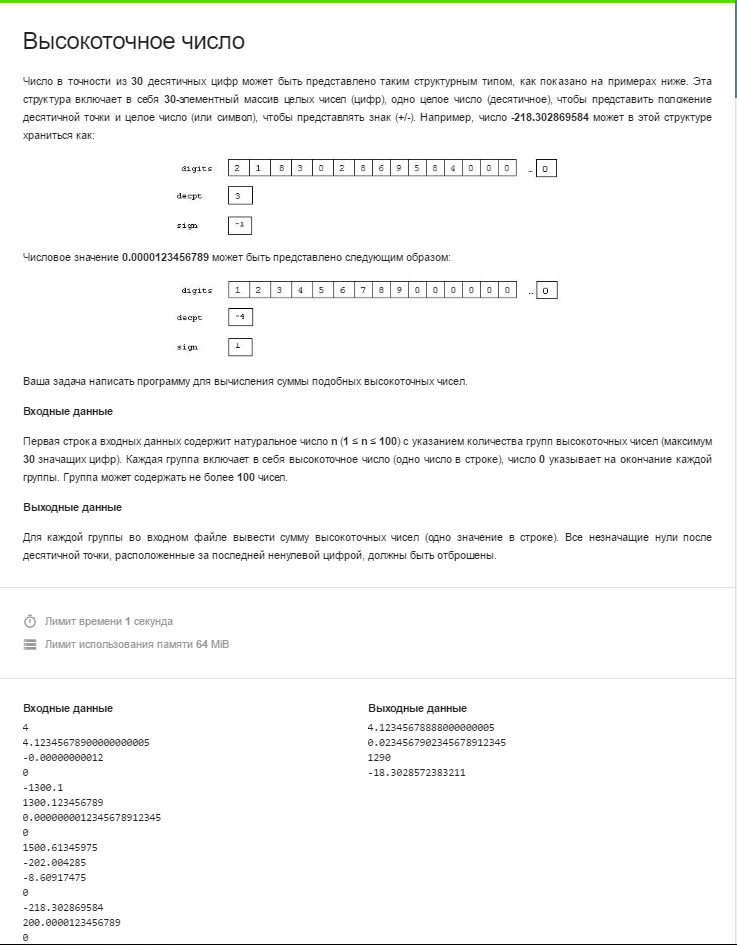 Высокоточное число
Число в точности из 30 десятичных цифр может быть представлено таким структурным типом, как показано на примерах ниже. Эта
структура включает в себя 30-элементный массив целых чисел (цифр), одно целое число (десятичное), чтобы представить положение
десятичной точки и целое число (или символ), чтобы представлять знак (+/-). Например, число -218.302869584 может в этой структуре
храниться как:
digits 2 1 8 3 0 2 8 6 9 5 8 4 0 0 0 … 0
decpt 3
sign -1
Числовое значение 0.0000123456789 может быть представлено следующим образом:
digits 1 2 3 4 5 6 7 8 9 0 0 0 0 0 0 … 0
decpt -4
sign 1
Ваша задача написать программу для вычисления суммы подобных высокоточных чисел.
Входные данные
Первая строка входных данных содержит натуральное число n (1 ≤ n ≤ 100) с указанием количества групп высокоточных чисел (максимум
30 значащих цифр). Каждая группа включает в себя высокоточное число (одно число в строке), число 0 указывает на окончание каждой
группы. Группа может содержать не более 100 чисел.
Выходные данные
Для каждой группы во входном файле вывести сумму высокоточных чисел (одно значение в строке). Все незначащие нули после
десятичной точки, расположенные за последней ненулевой цифрой, должны быть отброшены.
Лимит времени 1 секунда
Лимит использования памяти 64 MiB
Входные данные
4
4.12345678900000000005
-0.00000000012
0
-1300.1
1300.123456789
0.0000000012345678912345
0
1500.61345975
-202.004285
-8.60917475
0
-218.302869584
200.0000123456789
0
Выходные данные
4.12345678888000000005
0.0234567902345678912345
1290
-18.3028572383211